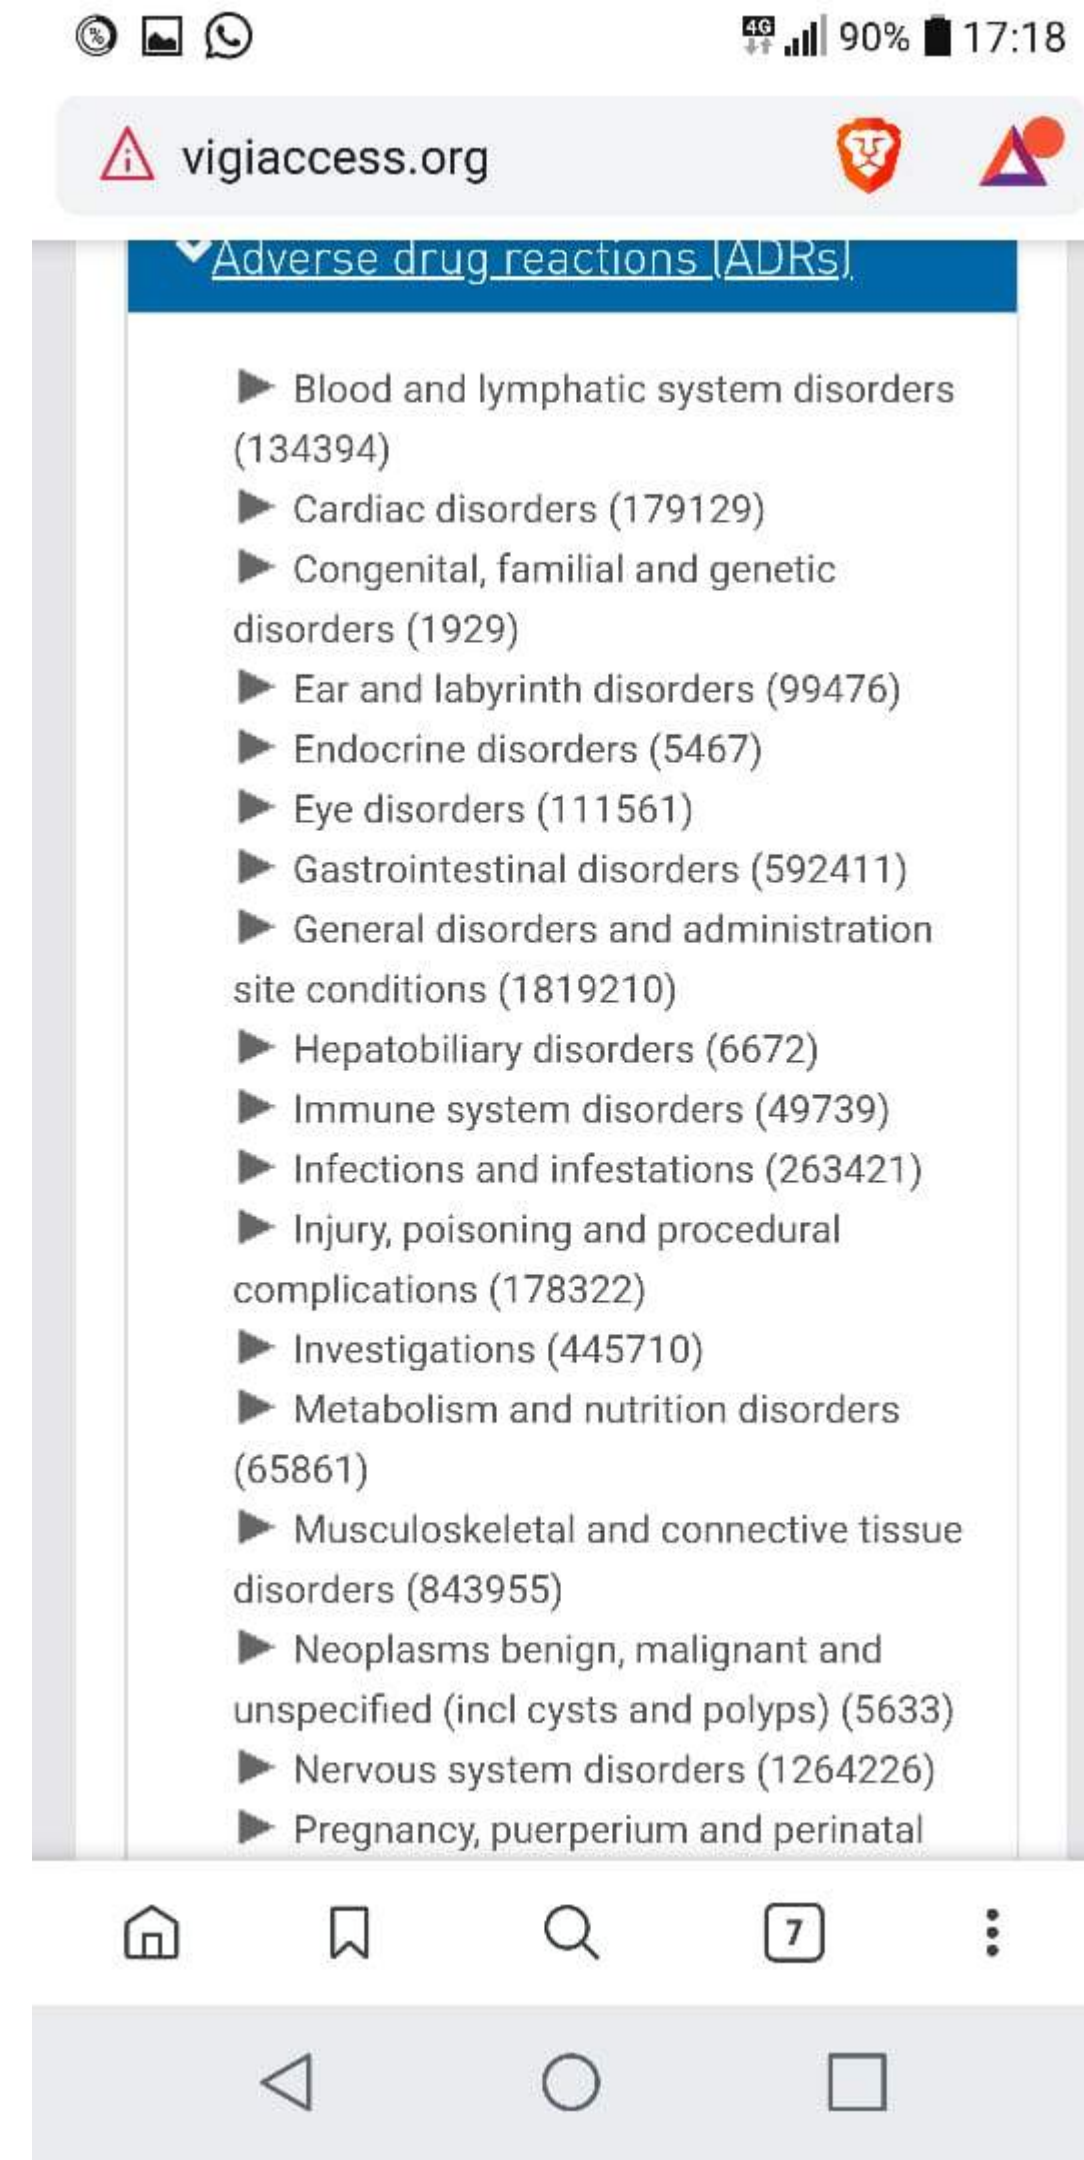 4G 90% 17:18
vigiaccess.org
Adverse drug reactions (ADRs)
Blood and lymphatic system disorders
(134394)
Cardiac disorders (179129)
Congenital, familial and genetic
disorders (1929)
Ear and labyrinth disorders (99476)
Endocrine disorders (5467)
Eye disorders (111561)
Gastrointestinal disorders (592411)
General disorders and administration
site conditions (1819210)
Hepatobiliary disorders (6672)
Immune system disorders (49739)
Infections and infestations (263421)
Injury, poisoning and procedural
complications (178322)
Investigations (445710)
Metabolism and nutrition disorders
(65861)
Musculoskeletal and connective tissue
disorders (843955)
Neoplasms benign, malignant and
unspecified (incl cysts and polyps) (5633)
Nervous system disorders (1264226)
Pregnancy, puerperium and perinatal
7